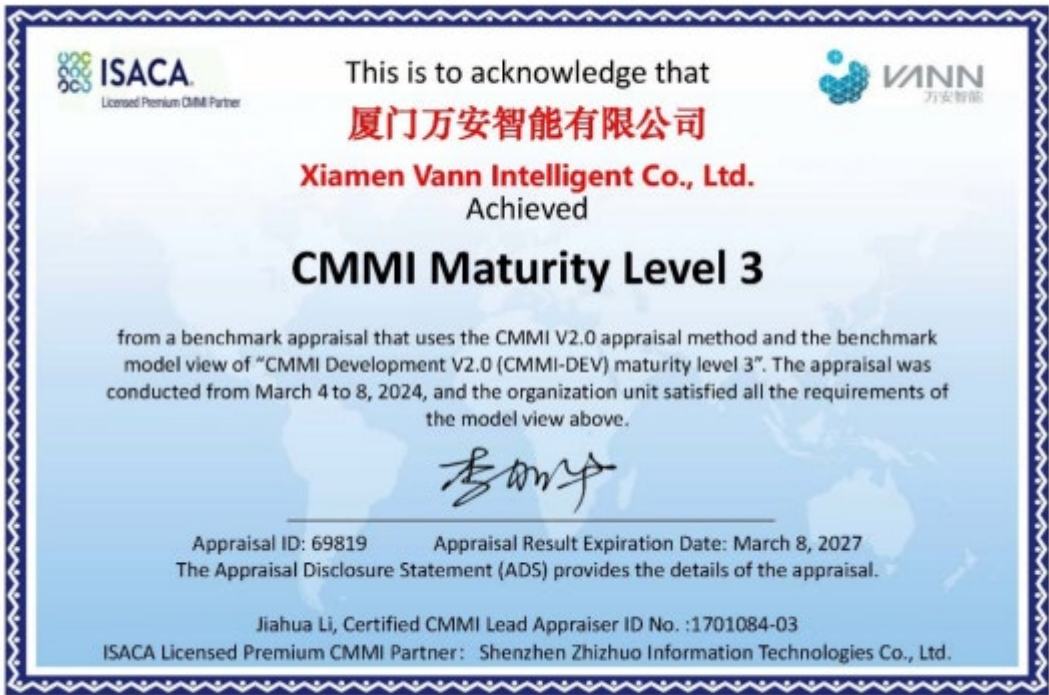 ISACA.
Licensed Premium CMMI Partner
VANN
万安智能
This is to acknowledge that
厦门万安智能有限公司
Xiamen Vann Intelligent Co., Ltd.
Achieved
CMMI Maturity Level 3
from a benchmark appraisal that uses the CMMI V2.0 appraisal method and the benchmark
model view of “CMMI Development V2.0 (CMMI-DEV) maturity level 3”. The appraisal was
conducted from March 4 to 8, 2024, and the organization unit satisfied all the requirements of
the model view above.
李加华
Appraisal ID: 69819 Appraisal Result Expiration Date: March 8, 2027
The Appraisal Disclosure Statement (ADS) provides the details of the appraisal.
Jiahua Li, Certified CMMI Lead Appraiser ID No. :1701084-03
ISACA Licensed Premium CMMI Partner： Shenzhen Zhizhuo Information Technologies Co., Ltd.